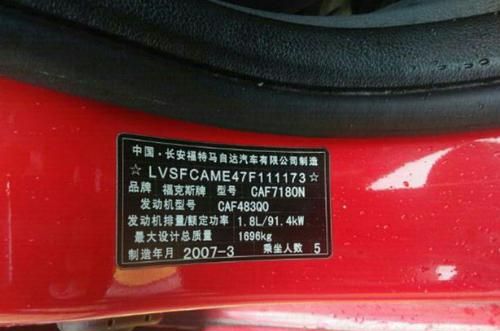 中国·长安福特马自达汽车有限公司制造
☆LVSFCAME47F111173☆
品牌 福克斯牌 型号 CAF7180N
发动机型号 CAF483Q0
发动机排量/额定功率 1.8L/91.4kW
最大设计总质量 1696kg
制造年月 2007-3 乘坐人数 5